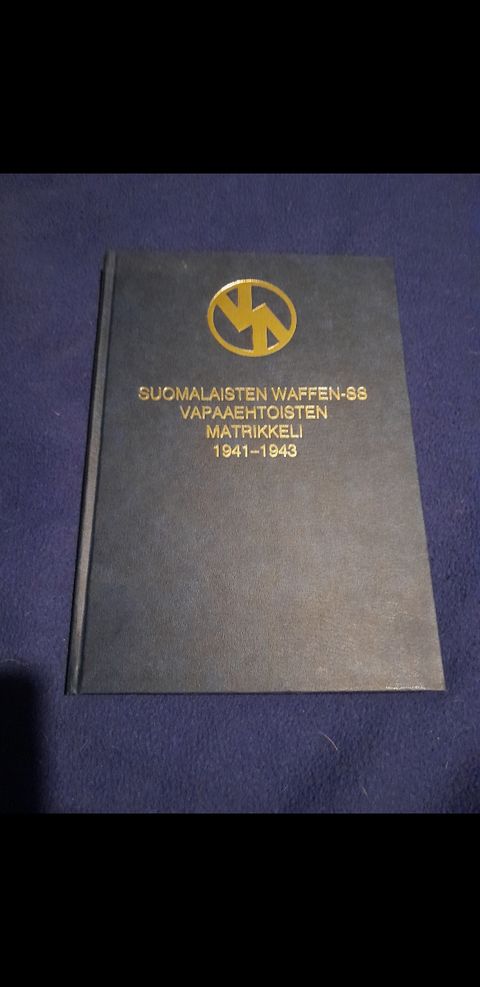 SUOMALAISTEN WAFFEN-SS
VAPAAEHTOISTEN
MATRIKKELI
1941–1943